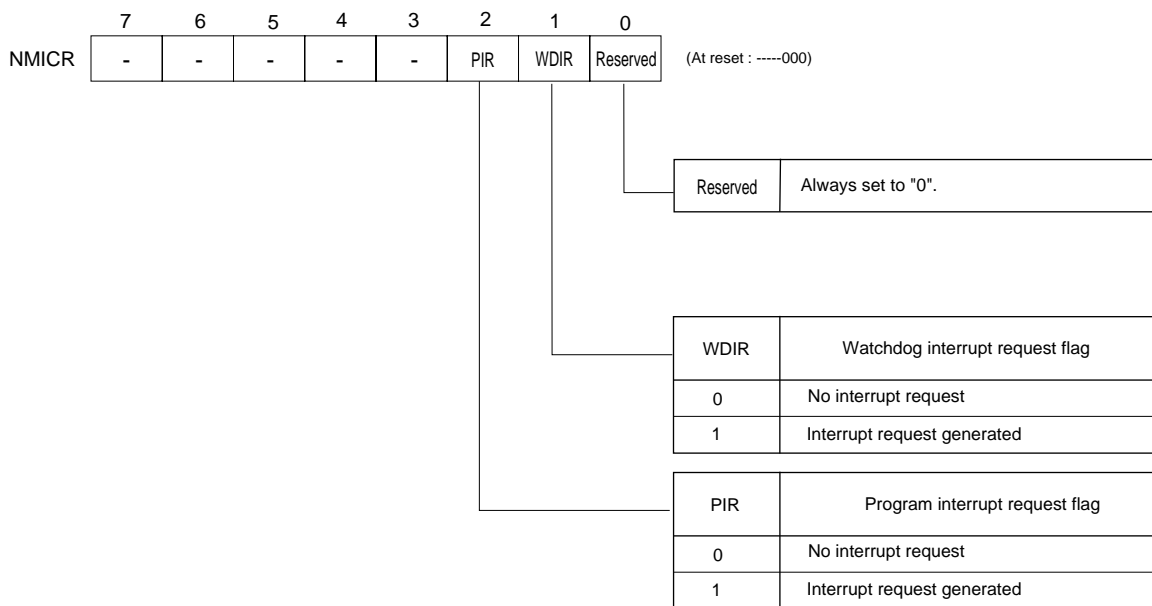 7 6 5 4 3 2 1 0
NMICR - - - - - PIR WDIR Reserved (At reset : -----000)
Reserved Always set to "0".
WDIR Watchdog interrupt request flag
0 No interrupt request
1 Interrupt request generated
PIR Program interrupt request flag
0 No interrupt request
1 Interrupt request generated